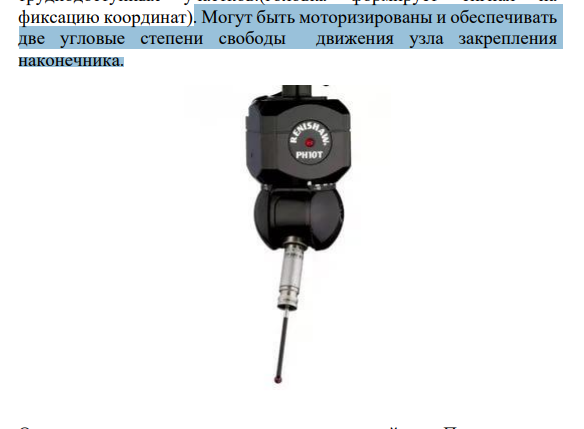 фиксацию координат). Могут быть моторизированы и обеспечивать
две угловые степени свободы движения узла закрепления
наконечника.
RENISHAW
PH10T